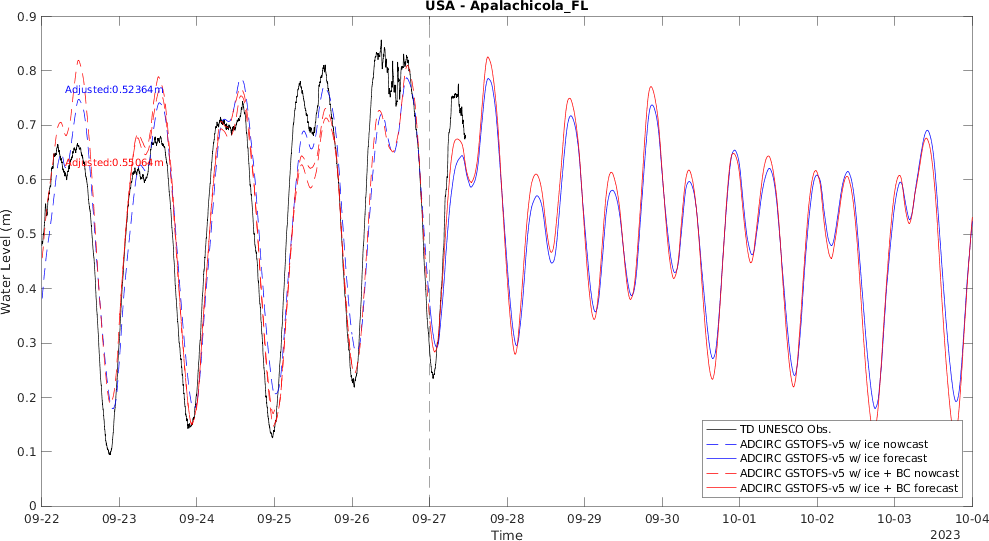 USA - Apalachicola_FL
0.9
0.8
0.7
0.6
0.5
0.4
0.3
0.2
0.1
0
Water Level (m)
Adjusted:0.52364m
Adjusted:0.55064m
TD UNESCO Obs.
ADCIRC GSTOFS-v5 w/ ice nowcast
ADCIRC GSTOFS-v5 w/ ice forecast
ADCIRC GSTOFS-v5 w/ ice + BC nowcast
ADCIRC GSTOFS-v5 w/ ice + BC forecast
09-22 09-23 09-24 09-25 09-26 09-27 09-28 09-29 09-30 10-01 10-02 10-03 10-04
Time
2023